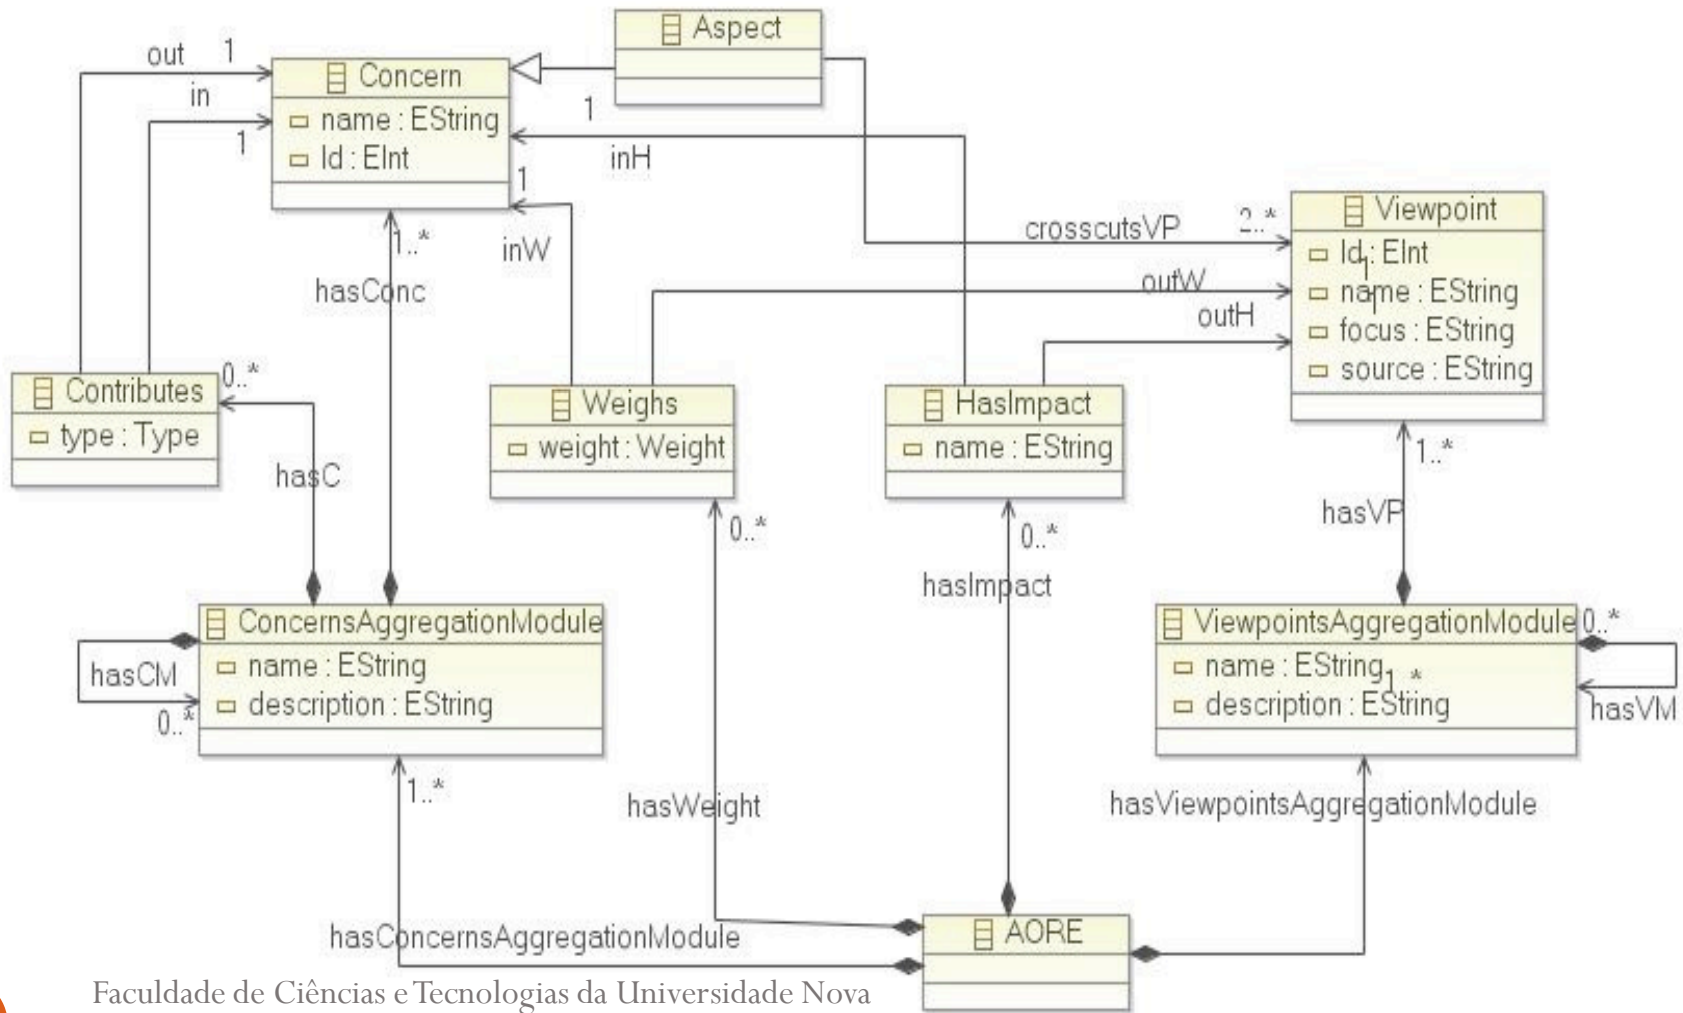 Aspect
out 1
Concern
in
name : EString
1
1
Id : EInt
inH
1
Viewpoint
2..*
crosscutsVP
1..*
inW
Id : EInt
1
hasConc
outW
name : EString
1
outH
focus : EString
source : EString
0..*
Contributes
Weighs
HasImpact
type : Type
weight : Weight
name : EString
1..*
hasC
hasVP
0..*
0..*
hasImpact
ConcernsAggregationModule
ViewpointsAggregationModule
0..*
hasCM
name : EString
name : EString
1 *
description : EString
description : EString
0..*
hasVM
1..*
hasWeight
hasViewpointsAggregationModule
hasConcernsAggregationModule
AORE
Faculdade de Ciências e Tecnologias da Universidade Nova